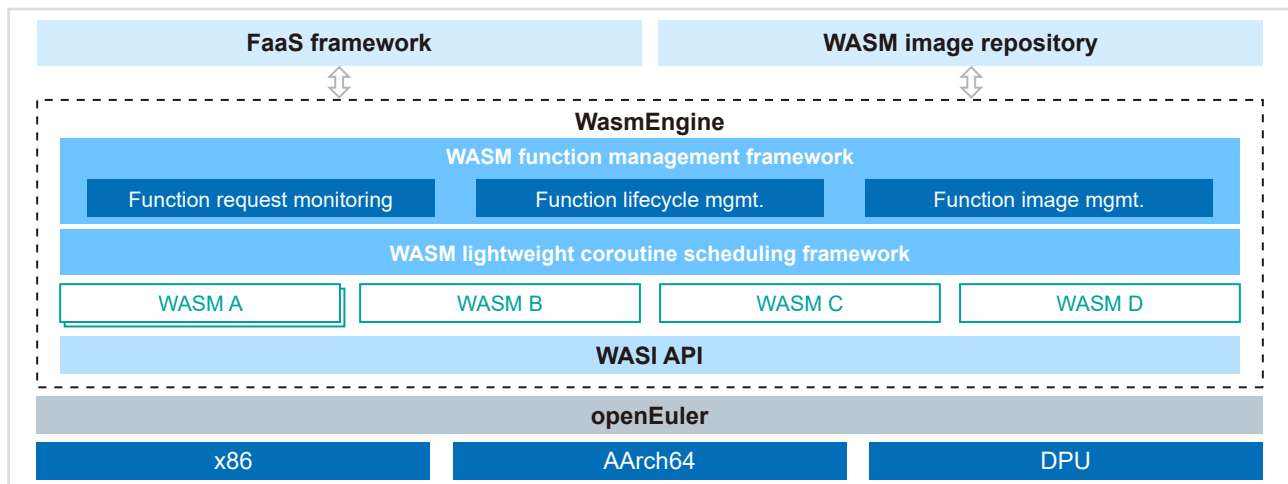 FaaS framework
WASM image repository
WasmEngine
WASM function management framework
Function request monitoring
Function lifecycle mgmt.
Function image mgmt.
WASM lightweight coroutine scheduling framework
WASM A
WASM B
WASM C
WASM D
WASI API
openEuler
x86
AArch64
DPU